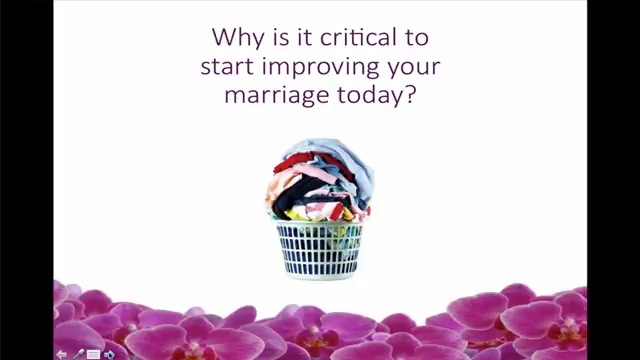 Why is it critical to
start improving your
marriage today?